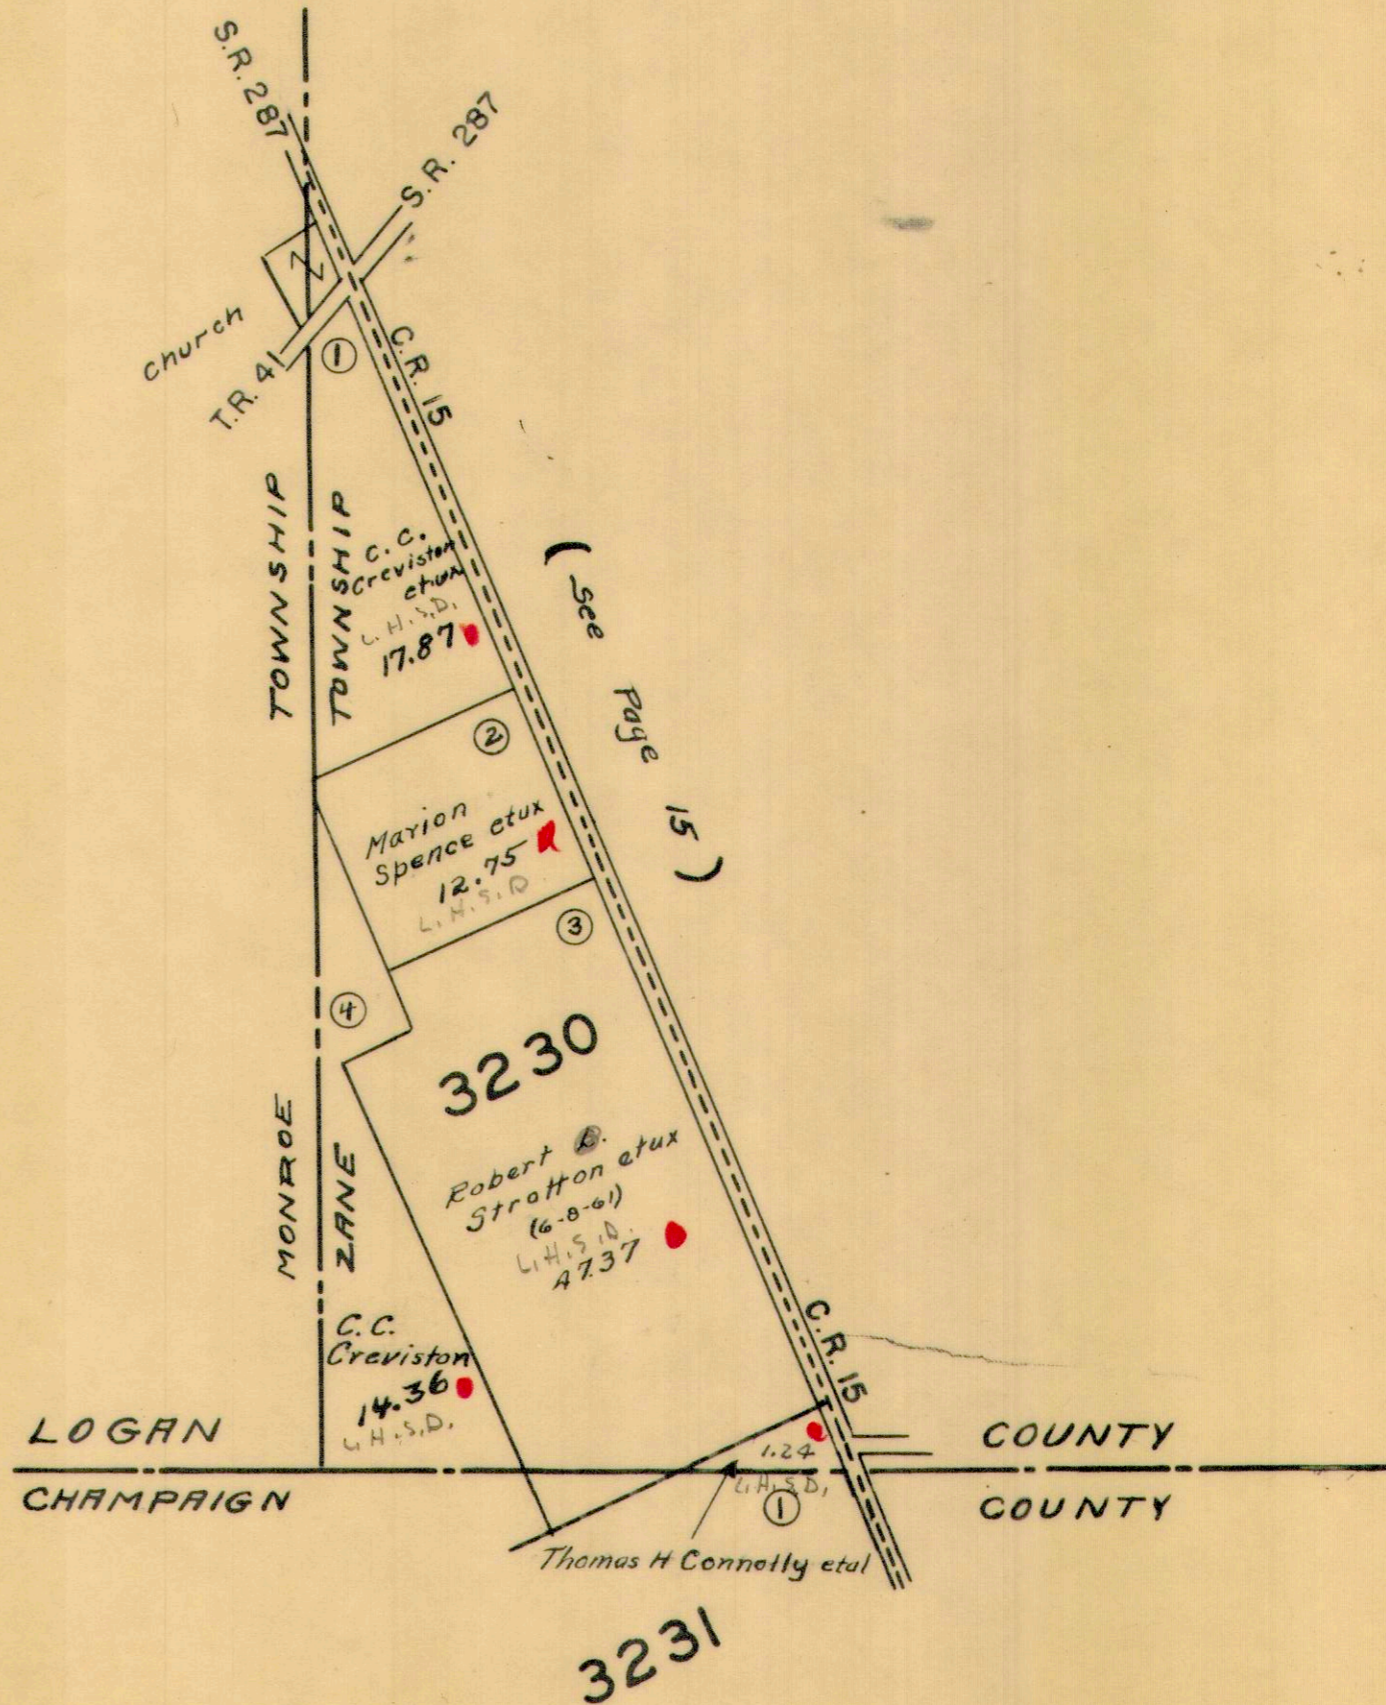 S.R. 287
S.R. 287
church
T.R. 41
①
C.R. 15
TOWNSHIP
TOWNSHIP
C. C.
Creviston
etux
L.H.S.D.
17.87
( See Page 15 )
②
Marion
Spence etux
12.75
L.H.S.D
③
④
3230
MONROE
ZANE
Robert
Stratton etux
(6-8-61)
L.H.S.D.
47.37
C.R. 15
C.C.
Creviston
14.36
L.H.S.D.
LOGAN COUNTY
1.24
L.H.S.D.
CHAMPAIGN COUNTY
①
Thomas H Connolly etal
3231